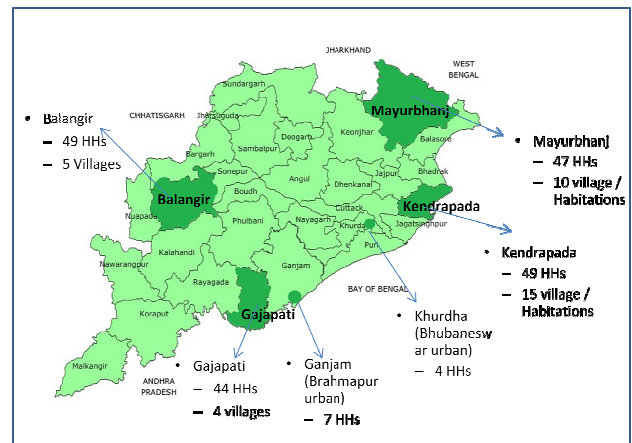 JHARKHAND
WEST
BENGAL
Sundargarh
• Balangir
– 49 HHs
– 5 Villages
CHHATISGARH
Jhatsuguda
Mayurbhanj
Keonjhar
Deogarh
Sambalpur
Balasore
Bargarh
• Mayurbhanj
– 47 HHs
– 10 village /
Habitations
Sonepur
Angul
Dhenkanal
Jajpur
Bhadrak
Balangir
Boudh
Kendrapada
Cuttack
Nuapada
Phulbani
Nayagarh
Khurda
Jagatsinghpur
Puri
Kalahandi
Nawarangpur
Ganjam
Rayagada
• Kendrapada
– 49 HHs
– 15 village /
Habitations
BAY OF BENGAL
Koraput
Gajapati
• Khurdha
(Bhubanesw
ar urban)
– 4 HHs
Malkangir
ANDHRA
PRADESH
• Gajapati
– 44 HHs
– 4 villages
• Ganjam
(Brahmapur
urban)
– 7 HHs